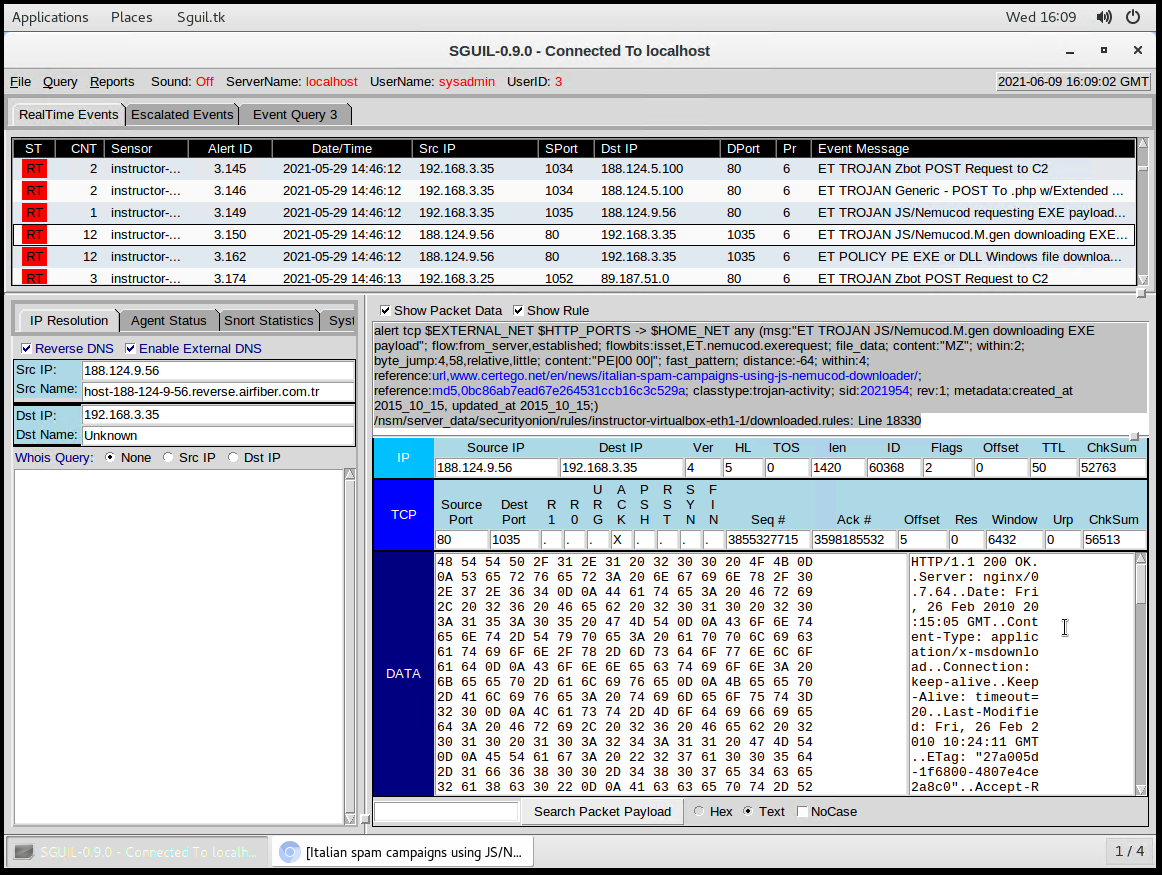 Applications Places Sguil.tk Wed 16:09
SGUIL-0.9.0 - Connected To localhost
File Query Reports Sound: Off ServerName: localhost UserName: sysadmin UserID: 3 2021-06-09 16:09:02 GMT
RealTime Events Escalated Events Event Query 3
ST CNT Sensor Alert ID Date/Time Src IP SPort Dst IP DPort Pr Event Message
RT 2 instructor-... 3.145 2021-05-29 14:46:12 192.168.3.35 1034 188.124.5.100 80 6 ET TROJAN Zbot POST Request to C2
RT 2 instructor-... 3.146 2021-05-29 14:46:12 192.168.3.35 1034 188.124.5.100 80 6 ET TROJAN Generic - POST To .php w/Extended ...
RT 1 instructor-... 3.149 2021-05-29 14:46:12 192.168.3.35 1035 188.124.9.56 80 6 ET TROJAN JS/Nemucod requesting EXE payload...
RT 12 instructor-... 3.150 2021-05-29 14:46:12 188.124.9.56 80 192.168.3.35 1035 6 ET TROJAN JS/Nemucod.M.gen downloading EXE...
RT 12 instructor-... 3.162 2021-05-29 14:46:12 188.124.9.56 80 192.168.3.35 1035 6 ET POLICY PE EXE or DLL Windows file downloa...
RT 3 instructor-... 3.174 2021-05-29 14:46:13 192.168.3.25 1052 89.187.51.0 80 6 ET TROJAN Zbot POST Request to C2
IP Resolution Agent Status Snort Statistics Syst
Reverse DNS Enable External DNS
Src IP: 188.124.9.56
Src Name: host-188-124-9-56.reverse.airfiber.com.tr
Dst IP: 192.168.3.35
Dst Name: Unknown
Whois Query: None Src IP Dst IP
Show Packet Data Show Rule
alert tcp $EXTERNAL_NET $HTTP_PORTS -> $HOME_NET any (msg:"ET TROJAN JS/Nemucod.M.gen downloading EXE
payload"; flow:from_server,established; flowbits:isset,ET.nemucod.exerequest; file_data; content:"MZ"; within:2;
byte_jump:4,58,relative,little; content:"PE|00 00|"; fast_pattern; distance:-64; within:4;
reference:url,www.certego.net/en/news/italian-spam-campaigns-using-js-nemucod-downloader/;
reference:md5,0bc86ab7ead67e264531ccb16c3c529a; classtype:trojan-activity; sid:2021954; rev:1; metadata:created_at
2015_10_15, updated_at 2015_10_15;)
/nsm/server_data/securityonion/rules/instructor-virtualbox-eth1-1/downloaded.rules: Line 18330
IP Source IP Dest IP Ver HL TOS len ID Flags Offset TTL ChkSum
188.124.9.56 192.168.3.35 4 5 0 1420 60368 2 0 50 52763
TCP Source Port Dest Port R1 R0 URG ACK PSH RST SYN FIN Seq # Ack # Offset Res Window Urp ChkSum
80 1035 . . . X . . . . 3855327715 3598185532 5 0 6432 0 56513
DATA
48 54 54 50 2F 31 2E 31 20 32 30 30 20 4F 4B 0D HTTP/1.1 200 OK.
0A 53 65 72 76 65 72 3A 20 6E 67 69 6E 78 2F 30 .Server: nginx/0
2E 37 2E 36 34 0D 0A 44 61 74 65 3A 20 46 72 69 .7.64..Date: Fri
2C 20 32 36 20 46 65 62 20 32 30 31 30 20 32 30 , 26 Feb 2010 20
3A 31 35 3A 30 35 20 47 4D 54 0D 0A 43 6F 6E 74 :15:05 GMT..Cont
65 6E 74 2D 54 79 70 65 3A 20 61 70 70 6C 69 63 ent-Type: applic
61 74 69 6F 6E 2F 78 2D 6D 73 64 6F 77 6E 6C 6F ation/x-msdownlo
61 64 0D 0A 43 6F 6E 6E 65 63 74 69 6F 6E 3A 20 ad..Connection: 
6B 65 65 70 2D 61 6C 69 76 65 0D 0A 4B 65 65 70 keep-alive..Keep
2D 41 6C 69 76 65 3A 20 74 69 6D 65 6F 75 74 3D -Alive: timeout=
32 30 0D 0A 4C 61 73 74 2D 4D 6F 64 69 66 69 65 20..Last-Modifie
64 3A 20 46 72 69 2C 20 32 36 20 46 65 62 20 32 d: Fri, 26 Feb 2
30 31 30 20 31 30 3A 32 34 3A 31 31 20 47 4D 54 010 10:24:11 GMT
0D 0A 45 54 61 67 3A 20 22 32 37 61 30 30 35 64 ..ETag: "27a005d
2D 31 66 36 38 30 30 2D 34 38 30 37 65 34 63 65 -1f6800-4807e4ce
32 61 38 63 30 22 0D 0A 41 63 63 65 70 74 2D 52 2a8c0"..Accept-R
Search Packet Payload Hex Text NoCase
SGUIL-0.9.0 - Connected To localh... [Italian spam campaigns using JS/N... 1 / 4